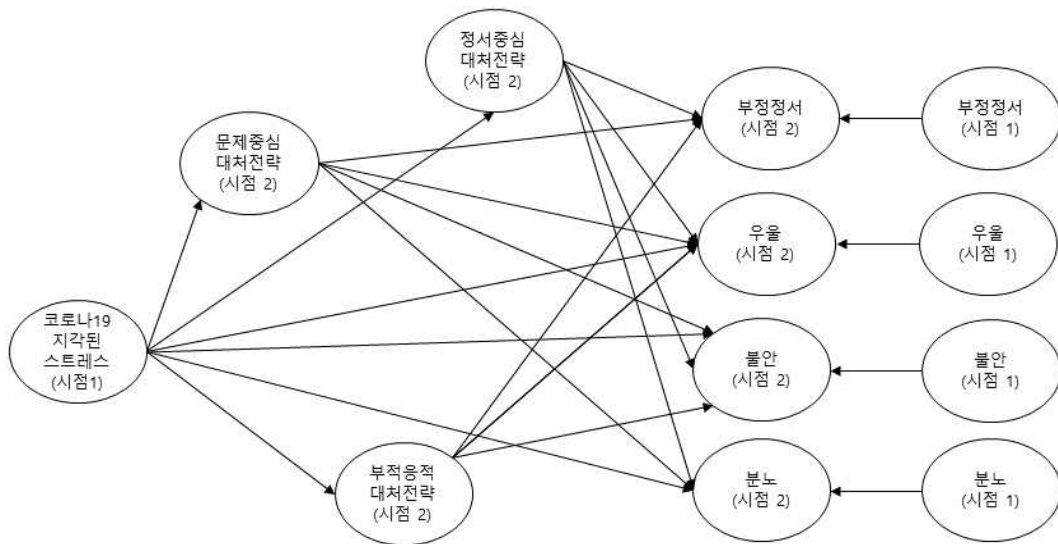 정서중심
대처전략
(시점 2)
부정정서
(시점 2)
부정정서
(시점 1)
문제중심
대처전략
(시점 2)
우울
(시점 2)
우울
(시점 1)
코로나19
지각된
스트레스
(시점1)
불안
(시점 2)
불안
(시점 1)
부적응적
대처전략
(시점 2)
분노
(시점 2)
분노
(시점 1)